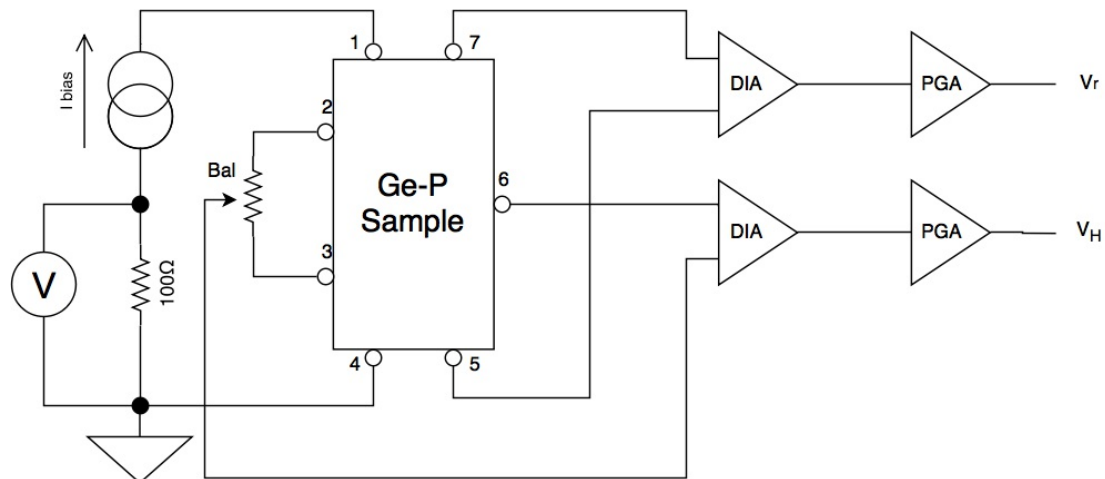 1
7
DIA
PGA
Vr
I bias
2
Bal
Ge-P
Sample
6
DIA
PGA
VH
V
100Ω
3
4
5